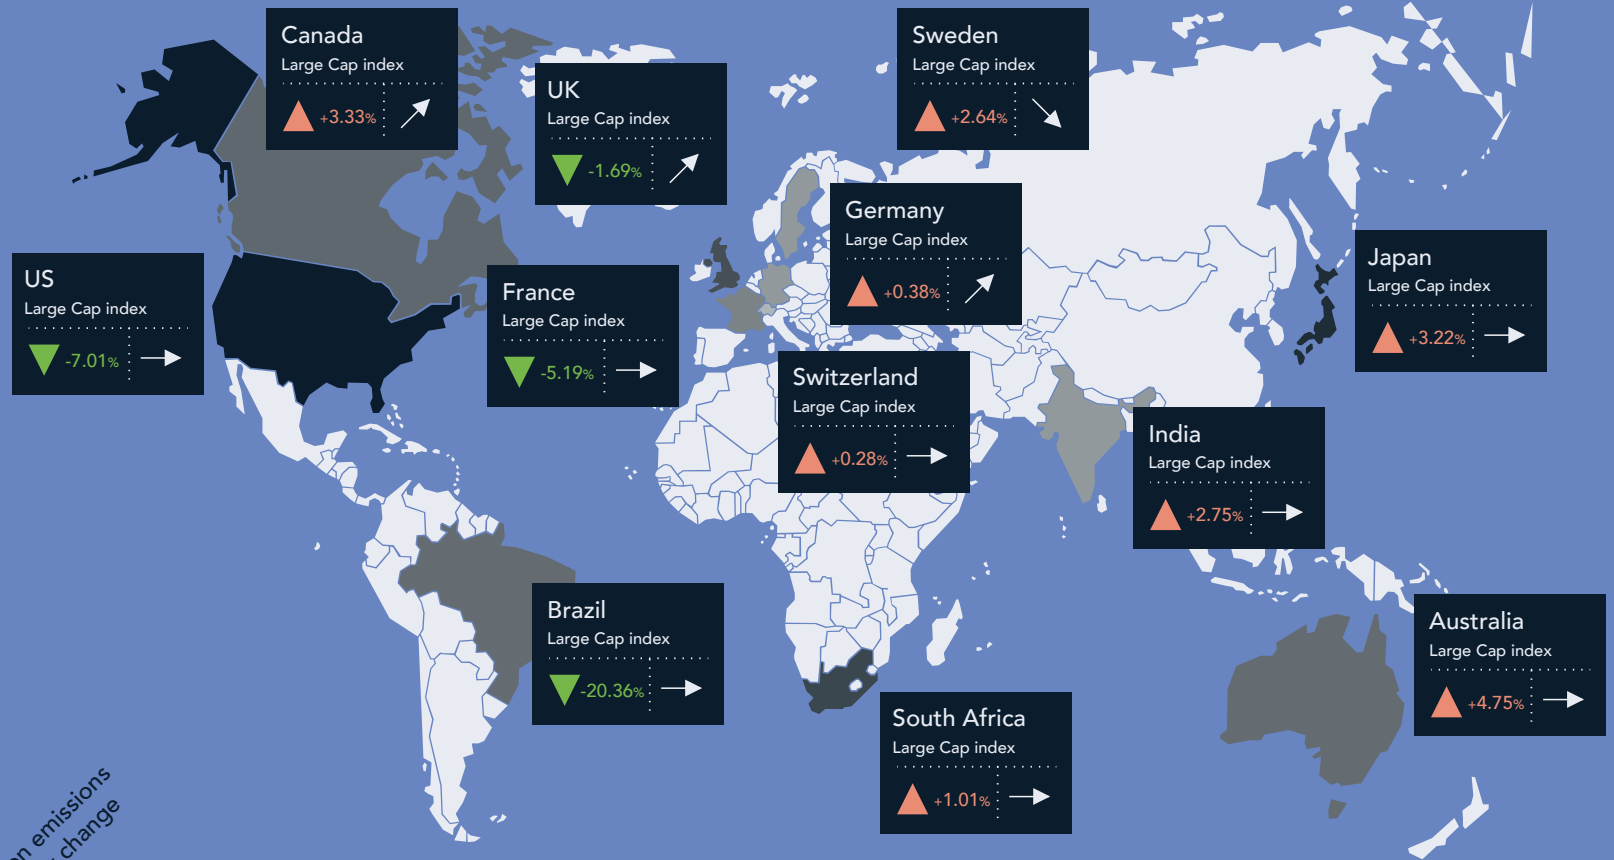 Canada
Large Cap index
+3.33%
UK
Large Cap index
-1.69%
Sweden
Large Cap index
+2.64%
Germany
Large Cap index
+0.38%
US
Large Cap index
-7.01%
France
Large Cap index
-5.19%
Japan
Large Cap index
+3.22%
Switzerland
Large Cap index
+0.28%
India
Large Cap index
+2.75%
Brazil
Large Cap index
-20.36%
South Africa
Large Cap index
+1.01%
Australia
Large Cap index
+4.75%
emissions
change